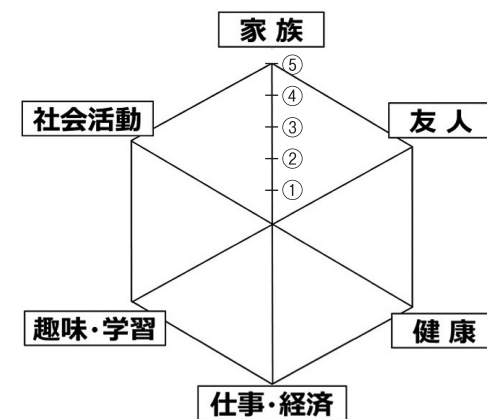 家族
⑤
④
③
②
①
友人
健康
仕事・経済
趣味・学習
社会活動